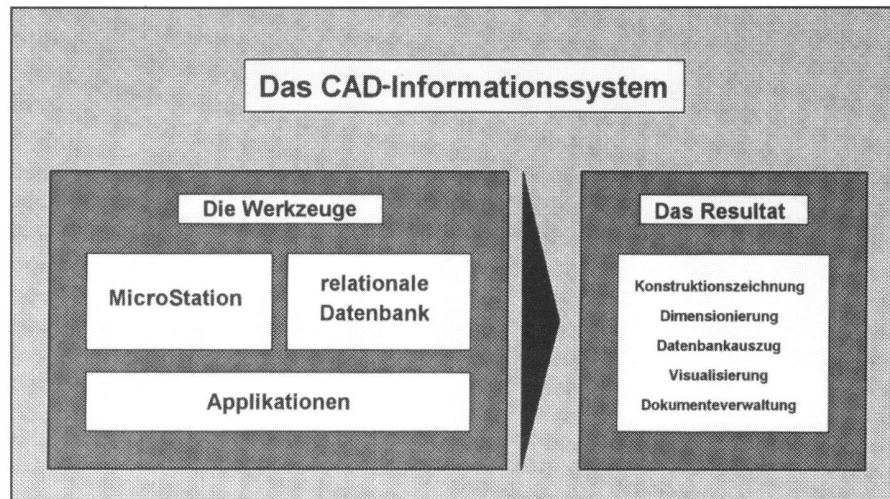 Das CAD-Informationssystem
Die Werkzeuge
MicroStation
relationale
Datenbank
Applikationen
Das Resultat
Konstruktionszeichnung
Dimensionierung
Datenbankauszug
Visualisierung
Dokumenteverwaltung